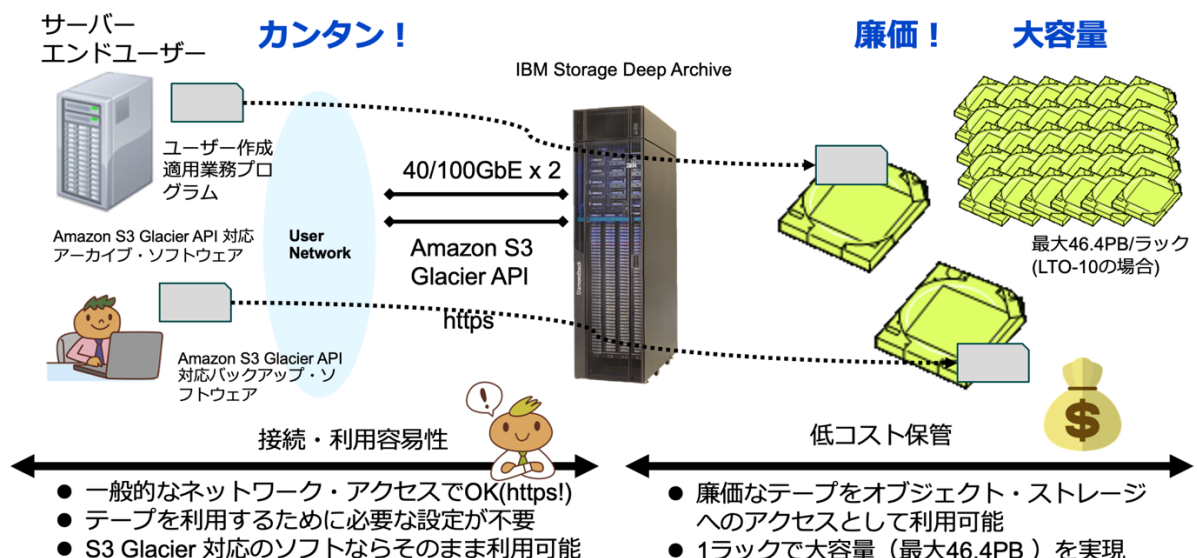 サーバー
エンドユーザー
カンタン！
廉価！
大容量
IBM Storage Deep Archive
ユーザー作成
適用業務プロ
グラム
40/100GbE x 2
Amazon S3 Glacier API 対応
アーカイブ・ソフトウェア
User
Network
Amazon S3
Glacier API
https
最大46.4PB/ラック
(LTO-10の場合)
Amazon S3 Glacier API
対応バックアップ・ソ
フトウェア
接続・利用容易性
低コスト保管
● 一般的なネットワーク・アクセスでOK(https!)
● テープを利用するために必要な設定が不要
● S3 Glacier 対応のソフトならそのまま利用可能
● 廉価なテープをオブジェクト・ストレージ
へのアクセスとして利用可能
● 1ラックで大容量（最大46.4PB ）を実現